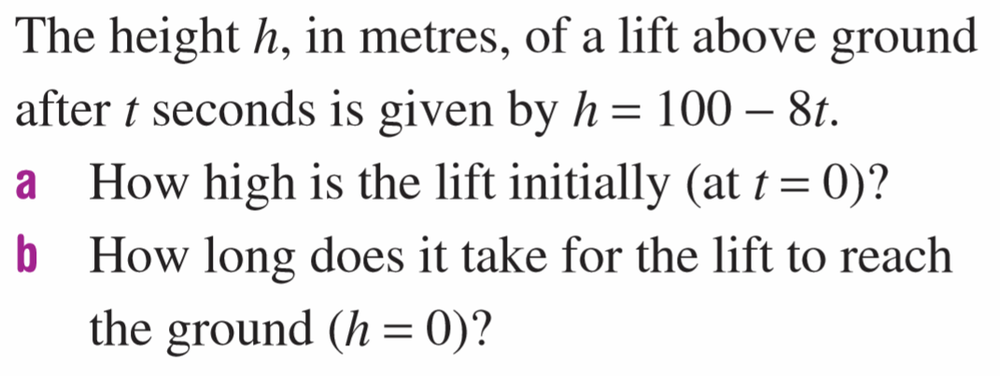 The height h, in metres, of a lift above ground
after t seconds is given by h = 100 – 8t.
a How high is the lift initially (at t = 0)?
b How long does it take for the lift to reach
the ground (h = 0)?